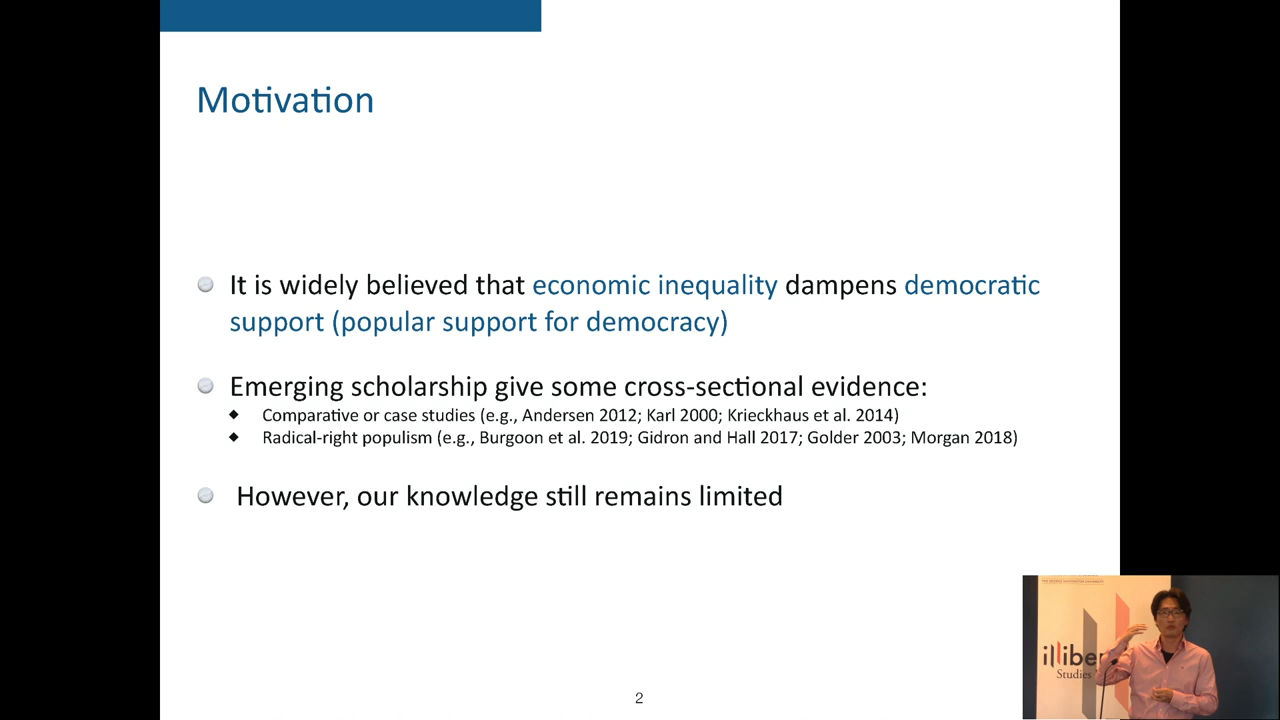 Motivation
It is widely believed that economic inequality dampens democratic
support (popular support for democracy)
Emerging scholarship give some cross-sectional evidence:
Comparative or case studies (e.g., Andersen 2012; Karl 2000; Krieckhaus et al. 2014)
Radical-right populism (e.g., Burgoon et al. 2019; Gidron and Hall 2017; Golder 2003; Morgan 2018)
However, our knowledge still remains limited
illiber
Studies
2